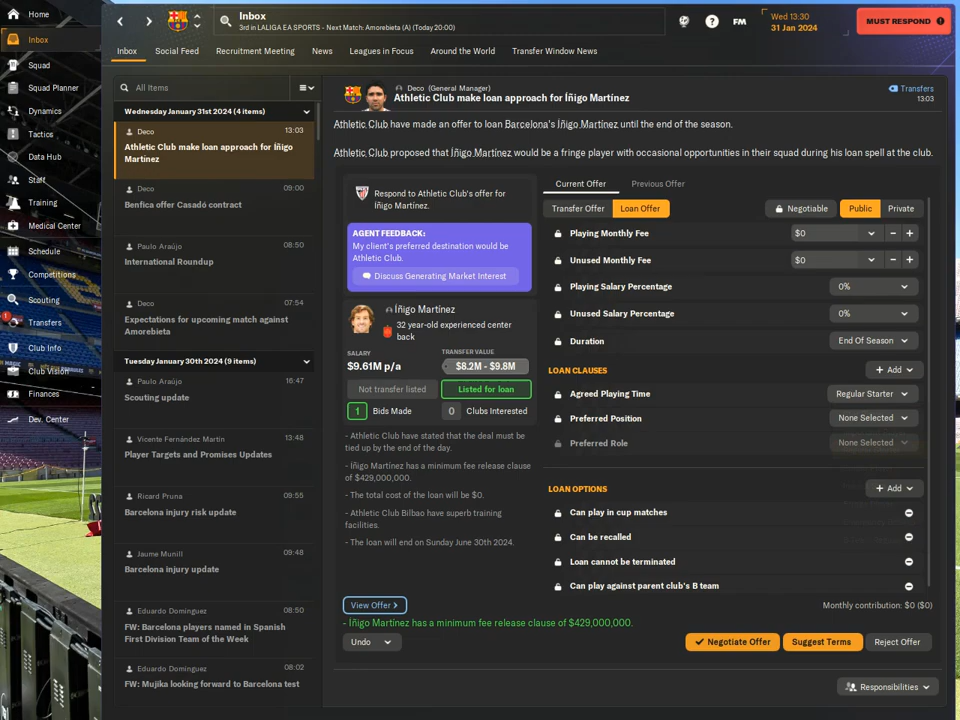 Home
Inbox
Squad
Squad Planner
Dynamics
Tactics
Data Hub
Staff
Training
Medical Center
Schedule
Competitions
Scouting
Transfers
Club Info
Club Vision
Finances
Dev. Center
Inbox
3rd in LALIGA EA SPORTS - Next Match: Amorebieta (A) (Today 20:00)
FM
Wed 13:30
31 Jan 2024
MUST RESPOND
Inbox
Social Feed
Recruitment Meeting
News
Leagues in Focus
Around the World
Transfer Window News
All Items
Wednesday January 31st 2024 (4 items)
Deco 13:03
Athletic Club make loan approach for Íñigo
Martínez
Deco 09:00
Benfica offer Casadó contract
Paulo Araújo 08:50
International Roundup
Deco 07:54
Expectations for upcoming match against
Amorebieta
Tuesday January 30th 2024 (9 items)
Paulo Araújo 16:47
Scouting update
Vicente Fernández Martín 13:48
Player Targets and Promises Updates
Ricard Pruna 09:55
Barcelona injury risk update
Jaume Munill 09:48
Barcelona injury update
Eduardo Domínguez 08:50
FW: Barcelona players named in Spanish
First Division Team of the Week
Eduardo Domínguez 08:02
FW: Mujika looking forward to Barcelona test
Deco (General Manager)
Athletic Club make loan approach for Íñigo Martínez
Transfers
13:03
Athletic Club have made an offer to loan Barcelona's Íñigo Martínez until the end of the season.
Athletic Club proposed that Íñigo Martínez would be a fringe player with occasional opportunities in their squad during his loan spell at the club.
Respond to Athletic Club's offer for
Íñigo Martínez.
AGENT FEEDBACK:
My client's preferred destination would be
Athletic Club.
Discuss Generating Market Interest
Íñigo Martínez
32 year-old experienced center
back
SALARY
$9.61M p/a
TRANSFER VALUE
$8.2M - $9.8M
Not transfer listed
Listed for loan
1 Bids Made
0 Clubs Interested
- Athletic Club have stated that the deal must be
tied up by the end of the day.
- Íñigo Martínez has a minimum fee release clause
of $429,000,000.
- The total cost of the loan will be $0.
- Athletic Club Bilbao have superb training
facilities.
- The loan will end on Sunday June 30th 2024.
Current Offer
Previous Offer
Transfer Offer
Loan Offer
Negotiable
Public
Private
Playing Monthly Fee $0
Unused Monthly Fee $0
Playing Salary Percentage 0%
Unused Salary Percentage 0%
Duration End Of Season
LOAN CLAUSES
+ Add
Agreed Playing Time Regular Starter
Preferred Position None Selected
Preferred Role None Selected
LOAN OPTIONS
+ Add
Can play in cup matches
Can be recalled
Loan cannot be terminated
Can play against parent club's B team
View Offer >
Monthly contribution: $0 ($0)
- Íñigo Martínez has a minimum fee release clause of $429,000,000.
Undo
Negotiate Offer
Suggest Terms
Reject Offer
Responsibilities